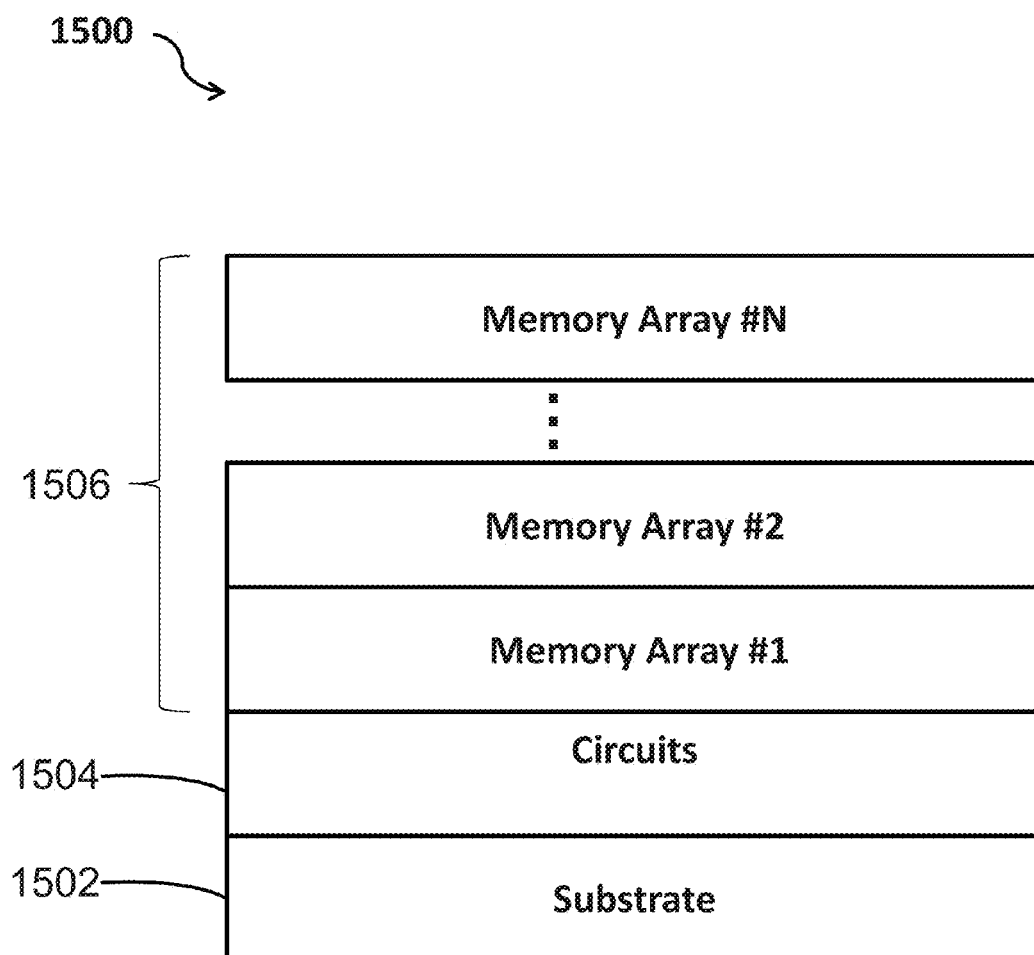 1500
Memory Array #N
1506
Memory Array #2
Memory Array #1
Circuits
1504
1502
Substrate